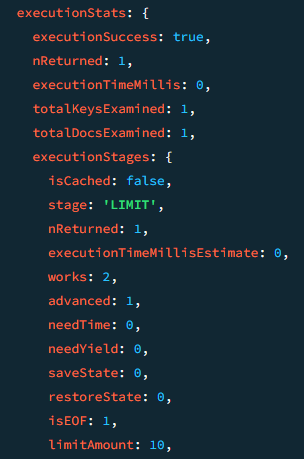 executionStats: {
executionSuccess: true,
nReturned: 1,
executionTimeMillis: 0,
totalKeysExamined: 1,
totalDocsExamined: 1,
executionStages: {
isCached: false,
stage: 'LIMIT',
nReturned: 1,
executionTimeMillisEstimate: 0,
works: 2,
advanced: 1,
needTime: 0,
needYield: 0,
saveState: 0,
restoreState: 0,
isEOF: 1,
limitAmount: 10,